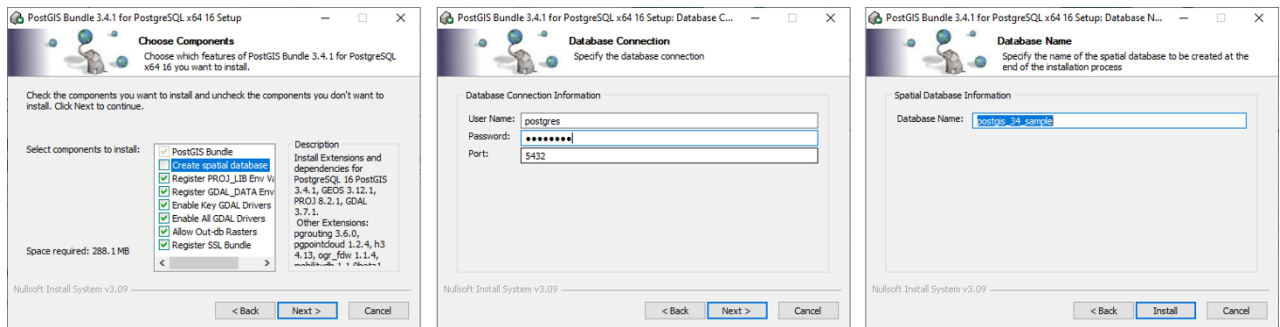 PostGIS Bundle 3.4.1 for PostgreSQL x64 16 Setup
Choose Components
Choose which features of PostGIS Bundle 3.4.1 for PostgreSQL
x64 16 you want to install.
Check the components you want to install and uncheck the components you don't want to
install. Click Next to continue.
Select components to install:
PostGIS Bundle
Create spatial database
Register PROJ_LIB Env Va
Register GDAL_DATA Env
Enable Key GDAL Drivers
Enable All GDAL Drivers
Allow Out-db Rasters
Register SSL Bundle
Description
Install Extensions and
dependencies for
PostgreSQL 16 PostGIS
3.4.1, GEOS 3.12.1,
PROJ 8.2.1, GDAL
3.7.1.
Other Extensions:
pgrouting 3.6.0,
pgpointcloud 1.2.4, h3
4.13, ogr_fdw 1.1.4,
mobilitydb 1.1.0beta1
Space required: 288.1 MB
Nullsoft Install System v3.09
< Back
Next >
Cancel
PostGIS Bundle 3.4.1 for PostgreSQL x64 16 Setup: Database C...
Database Connection
Specify the database connection
Database Connection Information
User Name:
postgres
Password:
Port:
5432
Nullsoft Install System v3.09
< Back
Next >
Cancel
PostGIS Bundle 3.4.1 for PostgreSQL x64 16 Setup: Database N...
Database Name
Specify the name of the spatial database to be created at the
end of the installation process
Spatial Database Information
Database Name:
postgis_34_sample
Nullsoft Install System v3.09
< Back
Install
Cancel